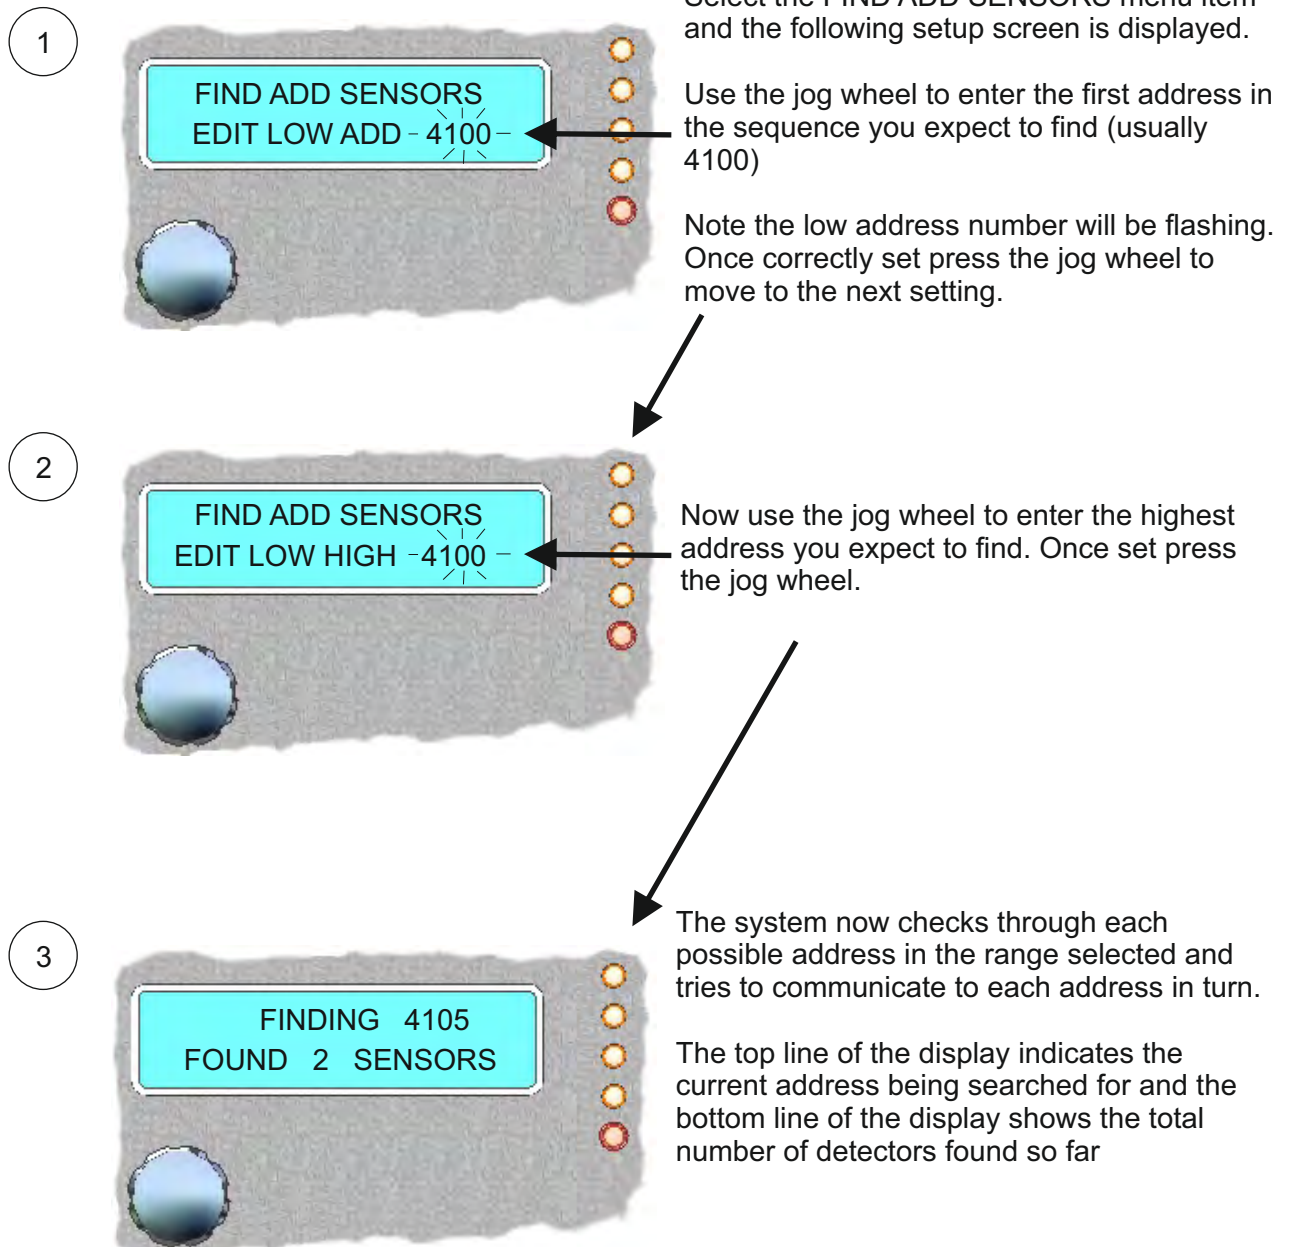 Select the FIND ADD SENSORS menu item
and the following setup screen is displayed.
1
FIND ADD SENSORS
EDIT LOW ADD 4100
Use the jog wheel to enter the first address in
the sequence you expect to find (usually
4100)
Note the low address number will be flashing.
Once correctly set press the jog wheel to
move to the next setting.
2
FIND ADD SENSORS
EDIT LOW HIGH 4100
Now use the jog wheel to enter the highest
address you expect to find. Once set press
the jog wheel.
3
FINDING 4105
FOUND 2 SENSORS
The system now checks through each
possible address in the range selected and
tries to communicate to each address in turn.
The top line of the display indicates the
current address being searched for and the
bottom line of the display shows the total
number of detectors found so far